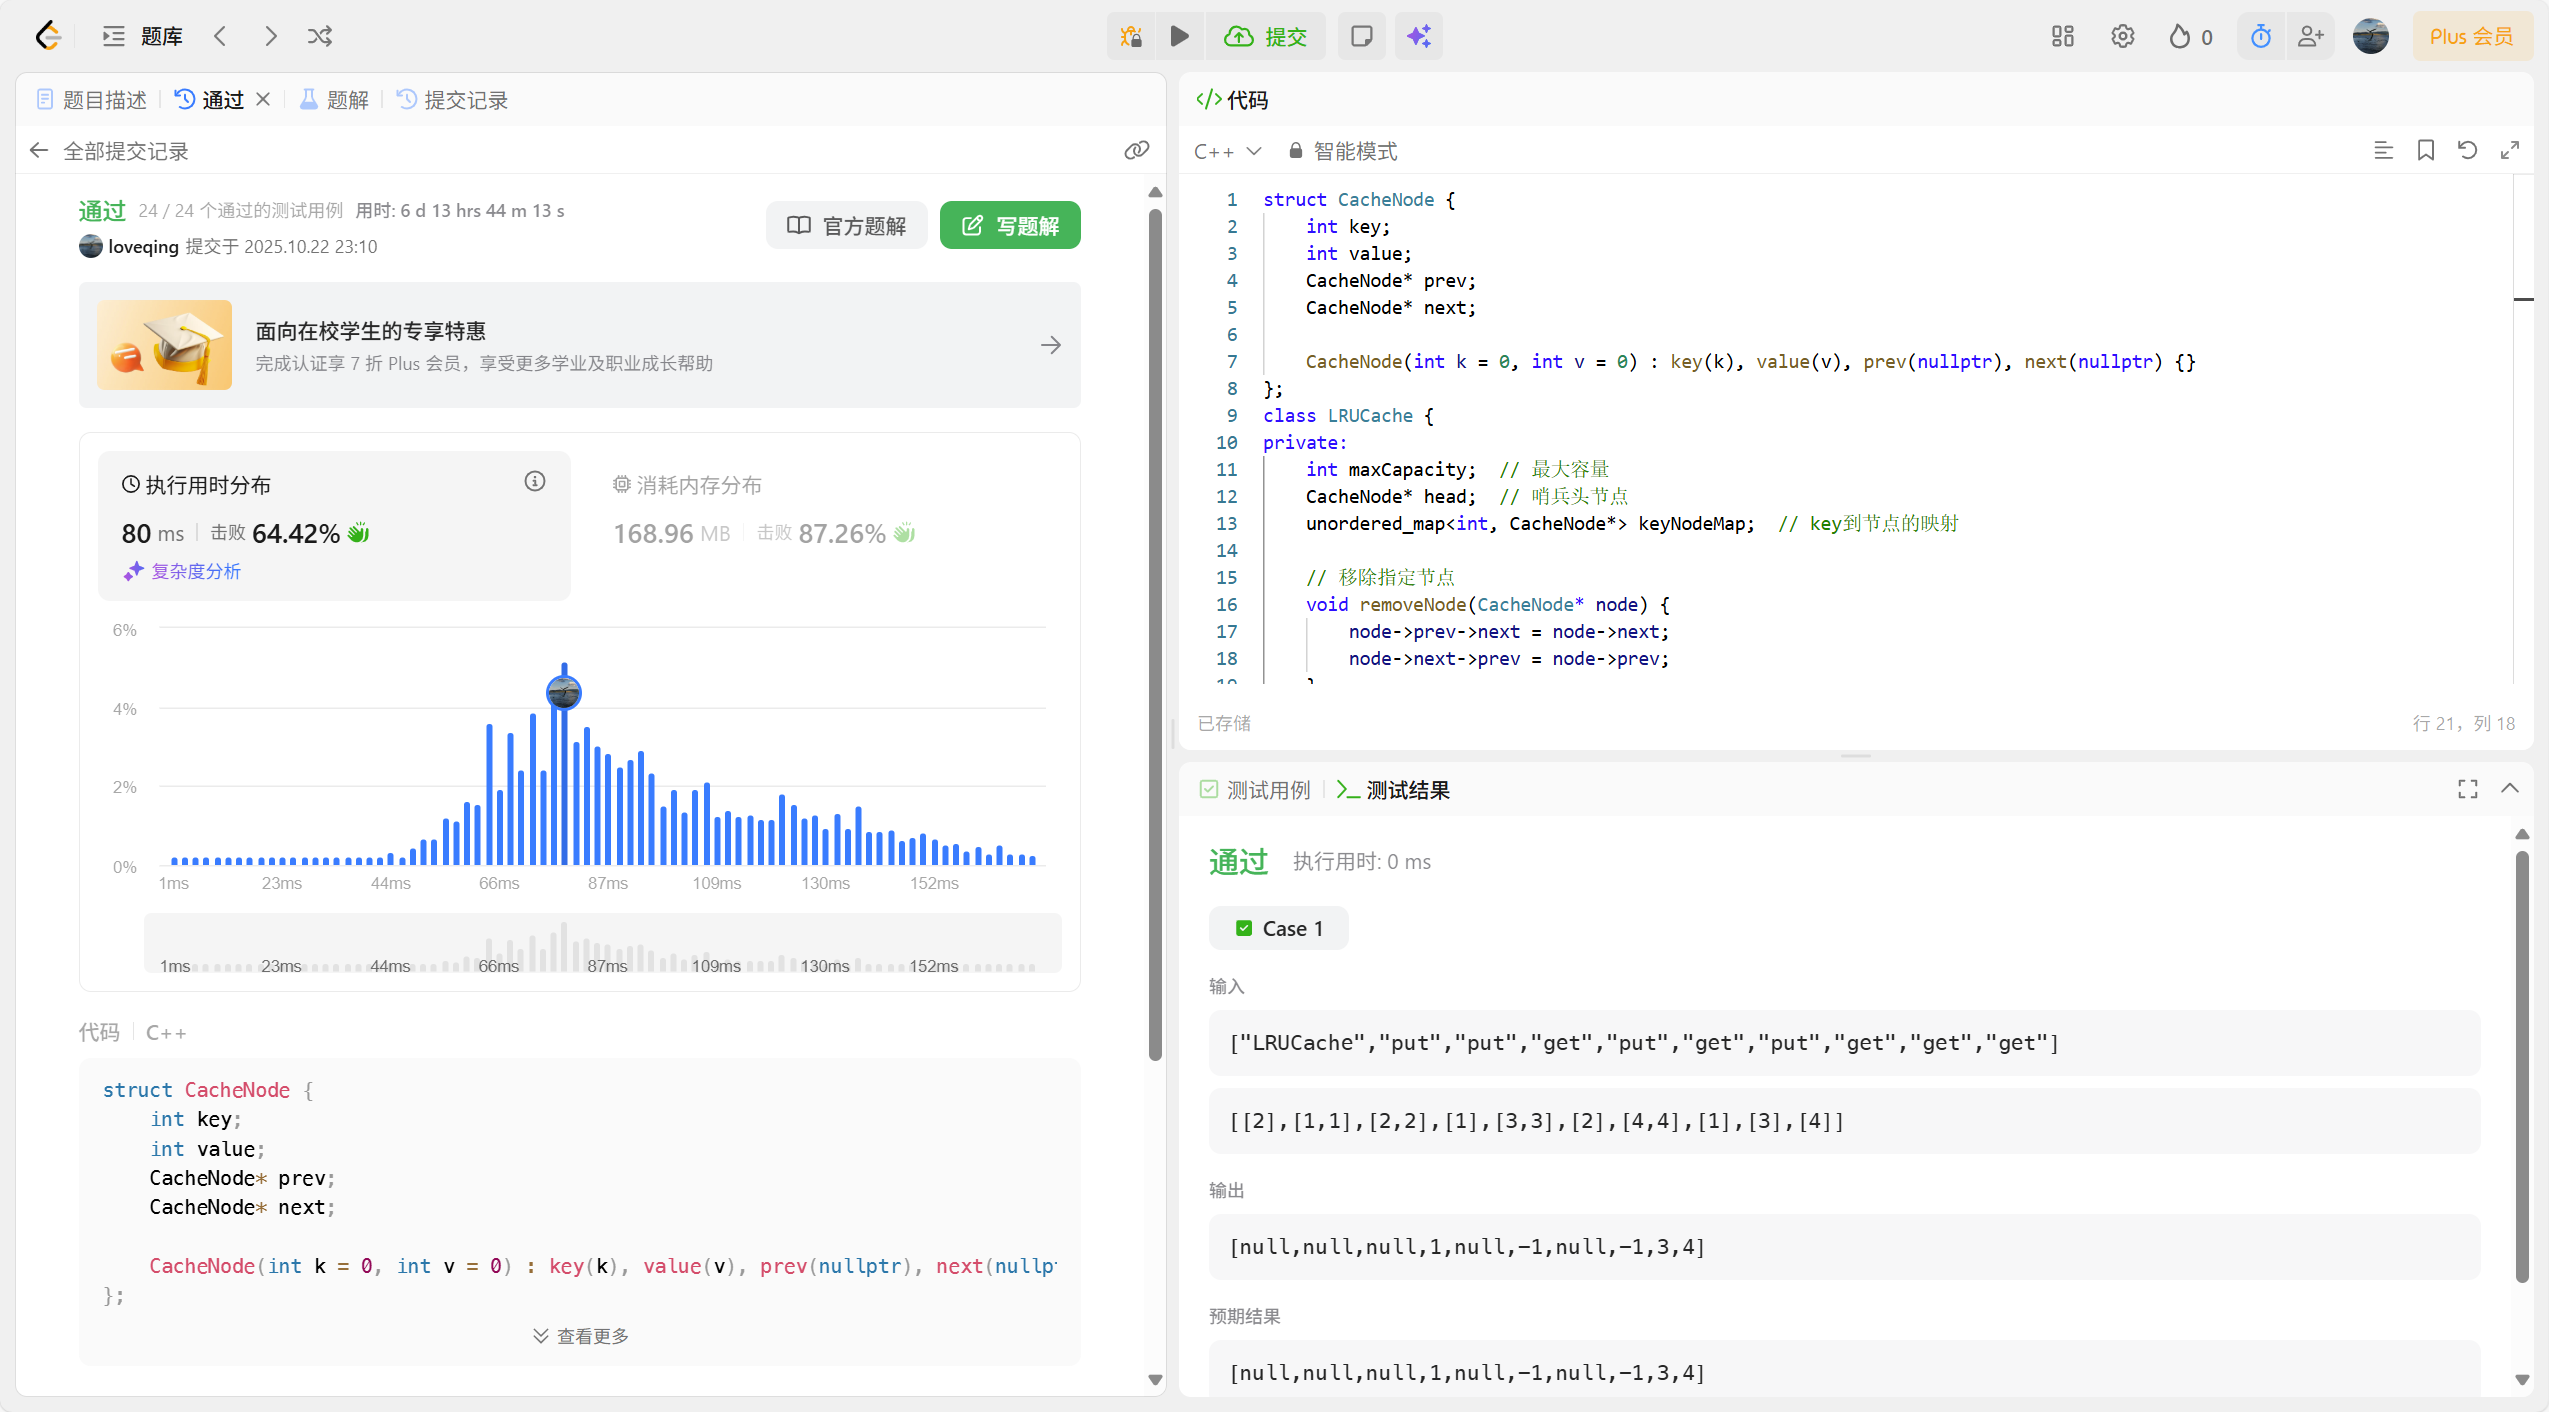 题库
提交
0
Plus 会员
题目描述
通过
题解
提交记录
全部提交记录
通过 24 / 24 个通过的测试用例 用时: 6 d 13 hrs 44 m 13 s
loveqing 提交于 2025.10.22 23:10
官方题解
写题解
面向在校学生的专享特惠
完成认证享 7 折 Plus 会员，享受更多学业及职业成长帮助
执行用时分布
80 ms 击败 64.42%
复杂度分析
消耗内存分布
168.96 MB 击败 87.26%
6%
4%
2%
0%
1ms 23ms 44ms 66ms 87ms 109ms 130ms 152ms
1ms 23ms 44ms 66ms 87ms 109ms 130ms 152ms
代码 C++
struct CacheNode {
    int key;
    int value;
    CacheNode* prev;
    CacheNode* next;
    CacheNode(int k = 0, int v = 0) : key(k), value(v), prev(nullptr), next(nullp
};
查看更多
</> 代码
C++ 智能模式
1 struct CacheNode {
2     int key;
3     int value;
4     CacheNode* prev;
5     CacheNode* next;
6
7     CacheNode(int k = 0, int v = 0) : key(k), value(v), prev(nullptr), next(nullptr) {}
8 };
9 class LRUCache {
10 private:
11     int maxCapacity;  // 最大容量
12     CacheNode* head;  // 哨兵头节点
13     unordered_map<int, CacheNode*> keyNodeMap;  // key到节点的映射
14
15     // 移除指定节点
16     void removeNode(CacheNode* node) {
17         node->prev->next = node->next;
18         node->next->prev = node->prev;
19     }
已存储
行 21，列 18
测试用例
测试结果
通过 执行用时: 0 ms
Case 1
输入
["LRUCache","put","put","get","put","get","put","get","get","get"]
[[2],[1,1],[2,2],[1],[3,3],[2],[4,4],[1],[3],[4]]
输出
[null,null,null,1,null,-1,null,-1,3,4]
预期结果
[null,null,null,1,null,-1,null,-1,3,4]